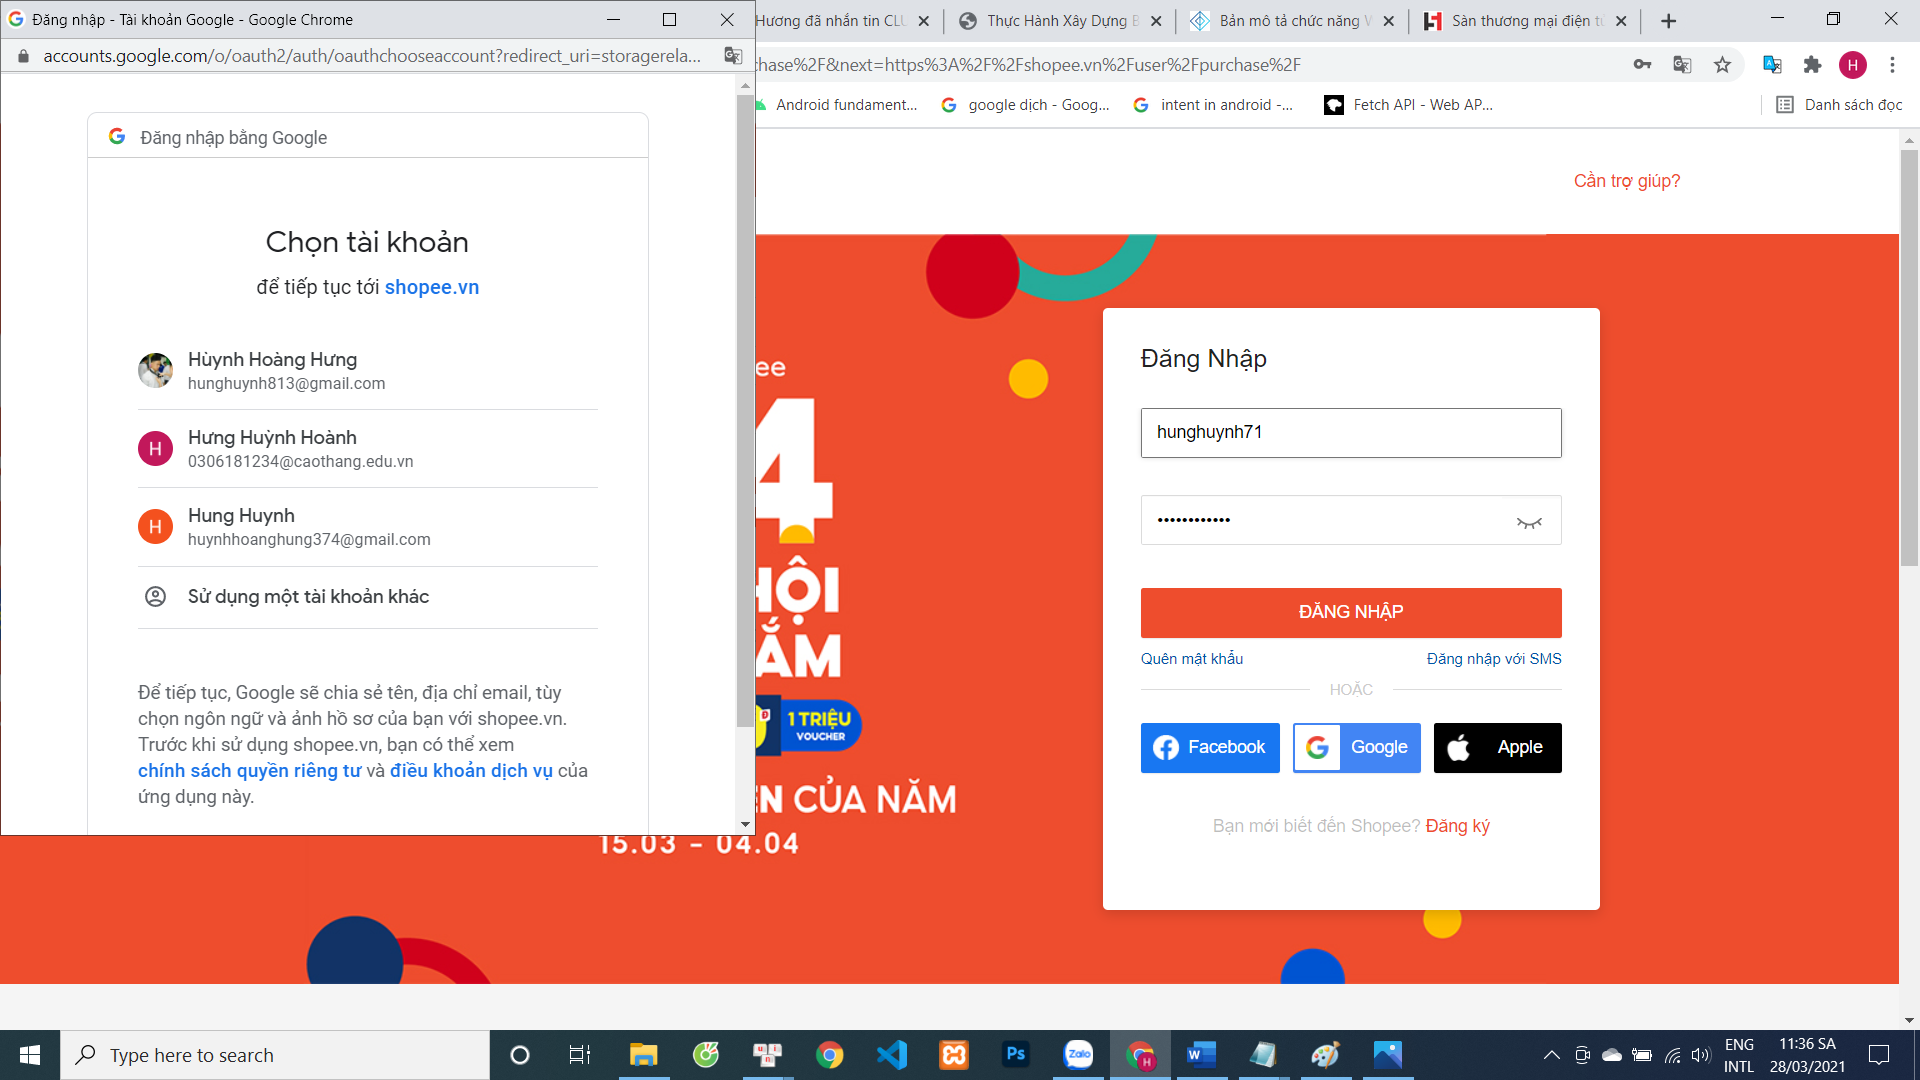 Đăng nhập - Tài khoản Google - Google Chrome
accounts.google.com/o/oauth2/auth/oauthchooseaccount?redirect_uri=storagerela...
Đăng nhập bằng Google
Chọn tài khoản
để tiếp tục tới shopee.vn
Hùynh Hoàng Hưng
hunghuynh813@gmail.com
H
Hưng Huỳnh Hoành
0306181234@caothang.edu.vn
H
Hung Huynh
huynhhoanghung374@gmail.com
Sử dụng một tài khoản khác
Để tiếp tục, Google sẽ chia sẻ tên, địa chỉ email, tùy
chọn ngôn ngữ và ảnh hồ sơ của bạn với shopee.vn.
Trước khi sử dụng shopee.vn, bạn có thể xem
chính sách quyền riêng tư và điều khoản dịch vụ của
ứng dụng này.
Hương đã nhắn tin CLU
Thực Hành Xây Dựng B
Bản mô tả chức năng V
Sàn thương mại điện tử
chase%2F&next=https%3A%2F%2Fshopee.vn%2Fuser%2Fpurchase%2F
H
Android fundament...
google dịch - Goog...
intent in android -...
Fetch API - Web AP...
Danh sách đọc
Cần trợ giúp?
ee
4
HỘI
ẮM
Đ
1 TRIỆU
VOUCHER
ỆN CỦA NĂM
15.03 - 04.04
Đăng Nhập
hunghuynh71
••••••••••••
ĐĂNG NHẬP
Quên mật khẩu
Đăng nhập với SMS
HOẶC
Facebook
Google
Apple
Bạn mới biết đến Shopee? Đăng ký
Type here to search
Ps
Zalo
H
W
ENG
INTL
11:36 SA
28/03/2021